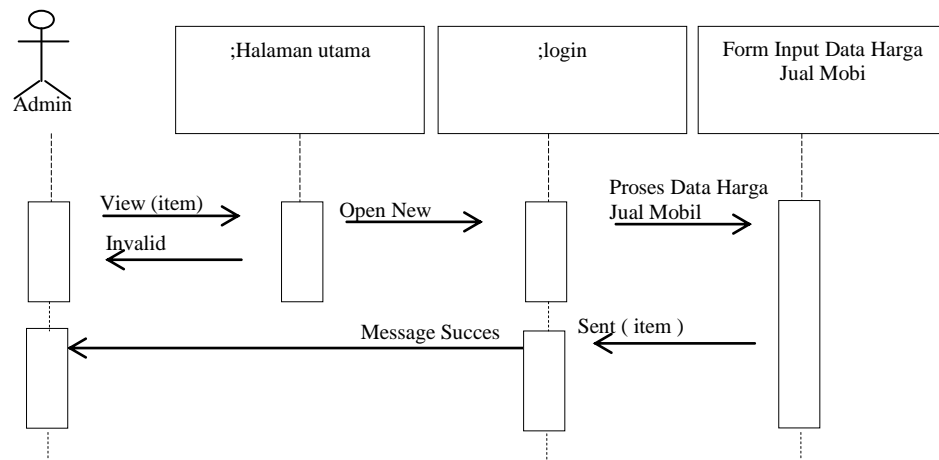 ;Halaman utama
;login
Form Input Data Harga
Jual Mobi
Admin
View (item)
Open New
Proses Data Harga
Jual Mobil
Invalid
Message Succes
Sent ( item )